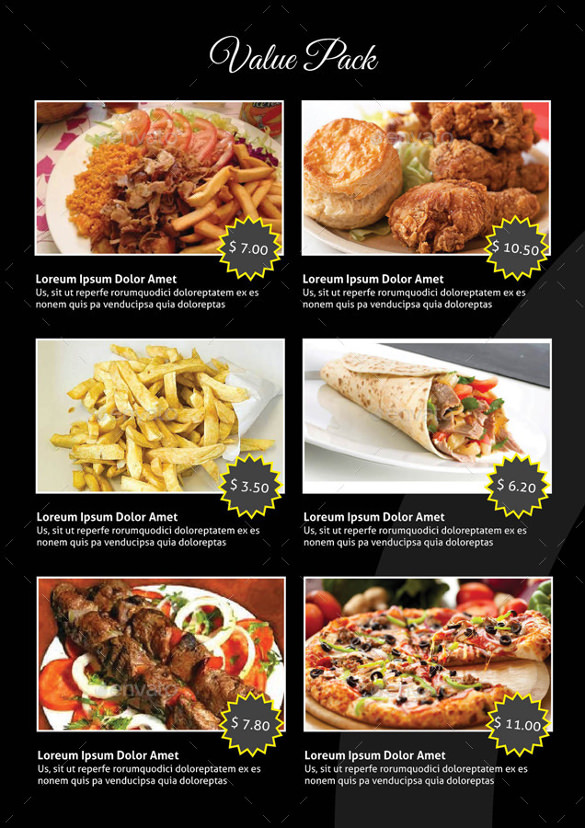 Value Pack
$ 7.00
$ 10.50
Loreum Ipsum Dolor Amet
Us, sit ut reperfe rorumquodici doloreptatem ex es
nonem quis pa venducipsa quia doloreptas
Loreum Ipsum Dolor Amet
Us, sit ut reperfe rorumquodici doloreptatem ex es
nonem quis pa venducipsa quia doloreptas
$ 3.50
$ 6.20
Loreum Ipsum Dolor Amet
Us, sit ut reperfe rorumquodici doloreptatem ex es
nonem quis pa venducipsa quia doloreptas
Loreum Ipsum Dolor Amet
Us, sit ut reperfe rorumquodici doloreptatem ex es
nonem quis pa venducipsa quia doloreptas
envato
$ 7.80
$ 11.00
Loreum Ipsum Dolor Amet
Us, sit ut reperfe rorumquodici doloreptatem ex es
nonem quis pa venducipsa quia doloreptas
Loreum Ipsum Dolor Amet
Us, sit ut reperfe rorumquodici doloreptatem ex es
nonem quis pa venducipsa quia doloreptas